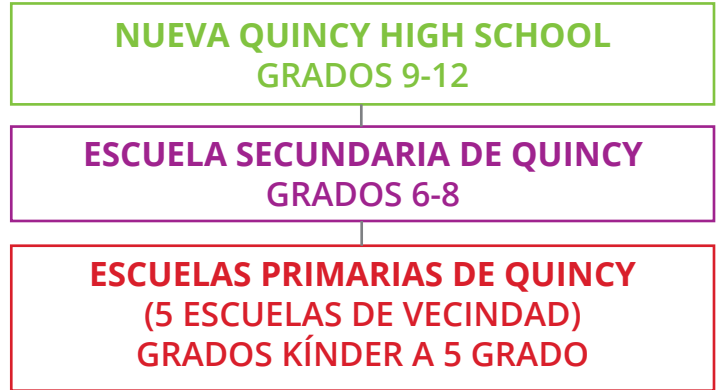 NUEVA QUINCY HIGH SCHOOL
GRADOS 9-12
ESCUELA SECUNDARIA DE QUINCY
GRADOS 6-8
ESCUELAS PRIMARIAS DE QUINCY
(5 ESCUELAS DE VECINDAD)
GRADOS KÍNDER A 5 GRADO